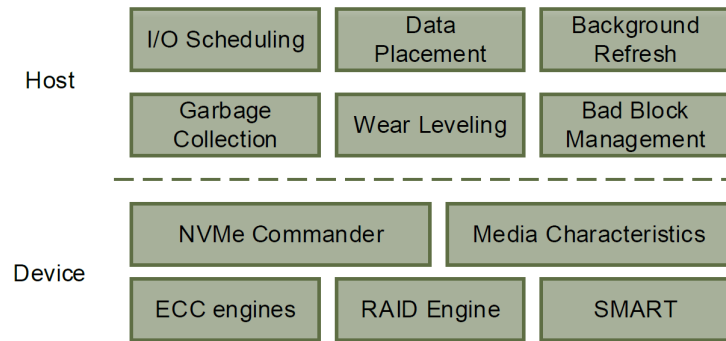 Host
I/O Scheduling
Data
Placement
Background
Refresh
Garbage
Collection
Wear Leveling
Bad Block
Management
Device
NVMe Commander
Media Characteristics
ECC engines
RAID Engine
SMART